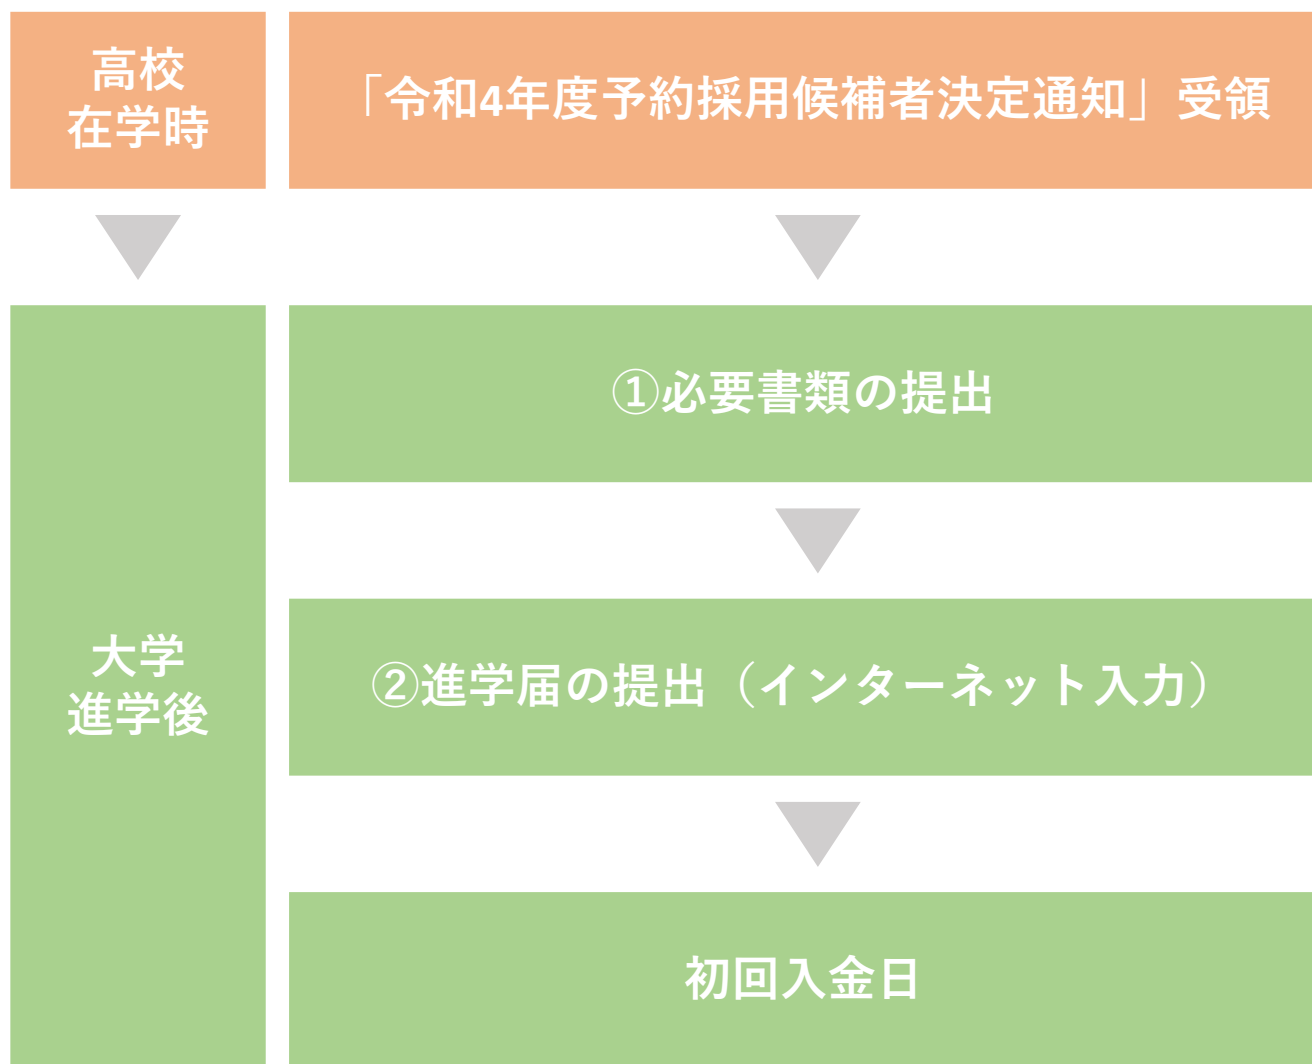 高校
在学時
「令和4年度予約採用候補者決定通知」受領
①必要書類の提出
大学
進学後
②進学届の提出（インターネット入力）
初回入金日